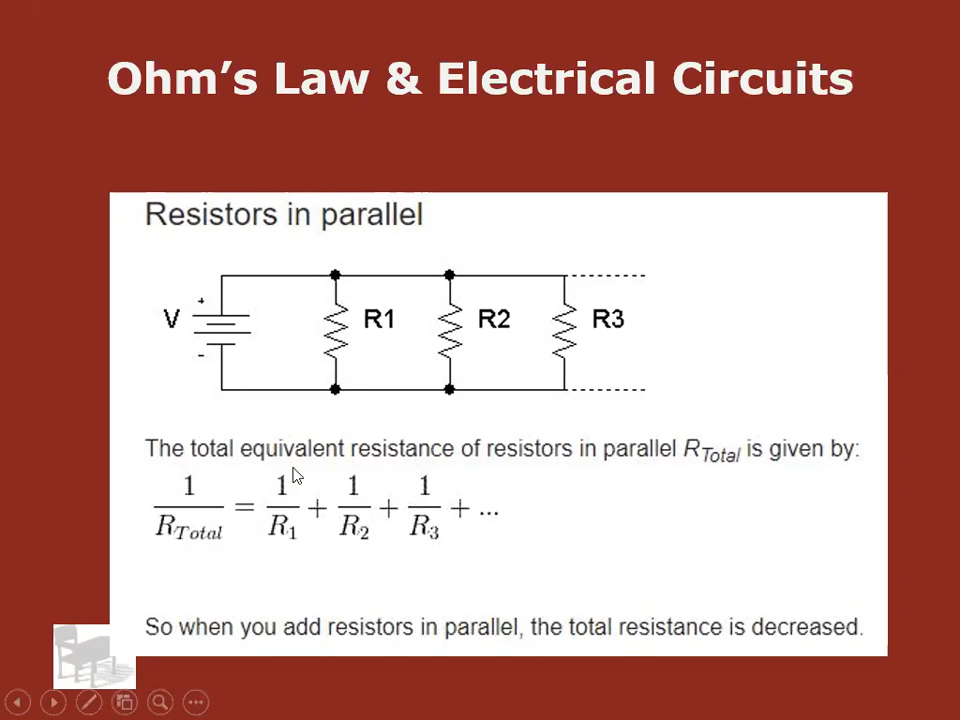 Ohm’s Law & Electrical Circuits
Resistors in parallel
+
V
R1 R2 R3
-
The total equivalent resistance of resistors in parallel R_Total is given by:
1/R_Total = 1/R_1 + 1/R_2 + 1/R_3 + ...
So when you add resistors in parallel, the total resistance is decreased.